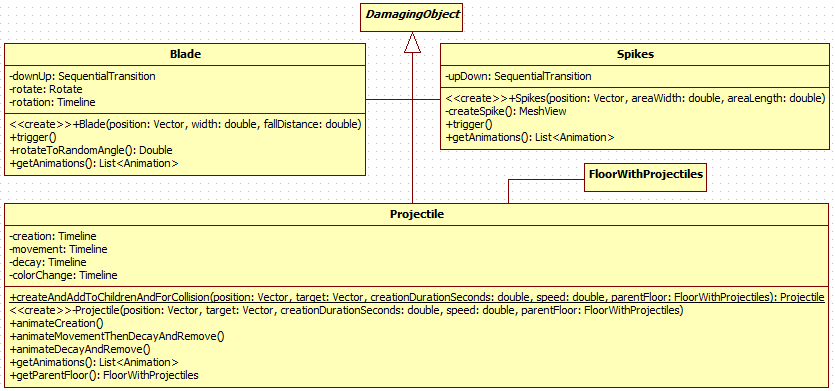 DamagingObject
Blade
-downUp: SequentialTransition
-rotate: Rotate
-rotation: Timeline
<<create>>+Blade(position: Vector, width: double, fallDistance: double)
+trigger()
+rotateToRandomAngle(): Double
+getAnimations(): List<Animation>
Spikes
-upDown: SequentialTransition
<<create>>+Spikes(position: Vector, areaWidth: double, areaLength: double)
-createSpike(): MeshView
+trigger()
+getAnimations(): List<Animation>
FloorWithProjectiles
Projectile
-creation: Timeline
-movement: Timeline
-decay: Timeline
-colorChange: Timeline
+createAndAddToChildrenAndForCollision(position: Vector, target: Vector, creationDurationSeconds: double, speed: double, parentFloor: FloorWithProjectiles): Projectile
<<create>>-Projectile(position: Vector, target: Vector, creationDurationSeconds: double, speed: double, parentFloor: FloorWithProjectiles)
+animateCreation()
+animateMovementThenDecayAndRemove()
+animateDecayAndRemove()
+getAnimations(): List<Animation>
+getParentFloor(): FloorWithProjectiles